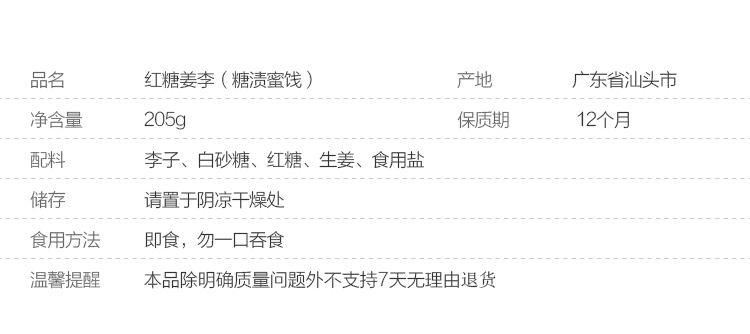 品名 红糖姜李（糖渍蜜饯） 产地 广东省汕头市
净含量 205g 保质期 12个月
配料 李子、白砂糖、红糖、生姜、食用盐
储存 请置于阴凉干燥处
食用方法 即食，勿一口吞食
温馨提醒 本品除明确质量问题外不支持7天无理由退货